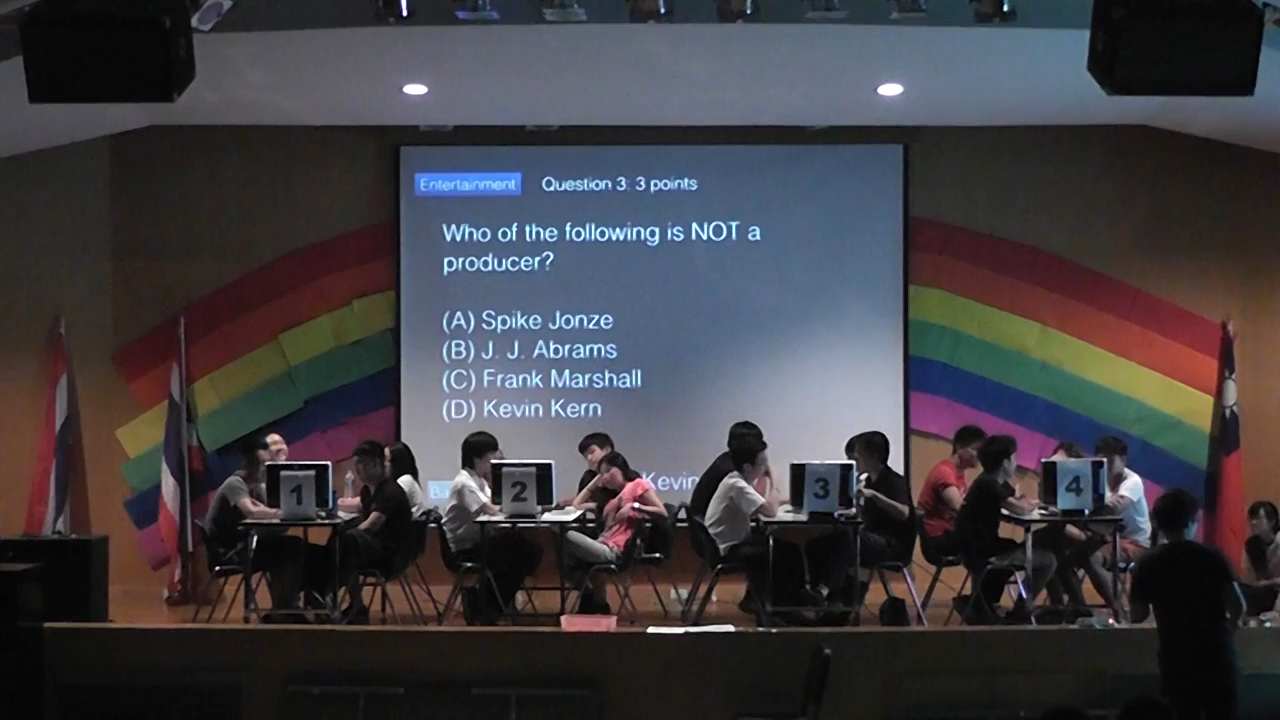 Entertainment Question 3: 3 points
Who of the following is NOT a
producer?
(A) Spike Jonze
(B) J. J. Abrams
(C) Frank Marshall
(D) Kevin Kern
Kevin
1
2
3
4